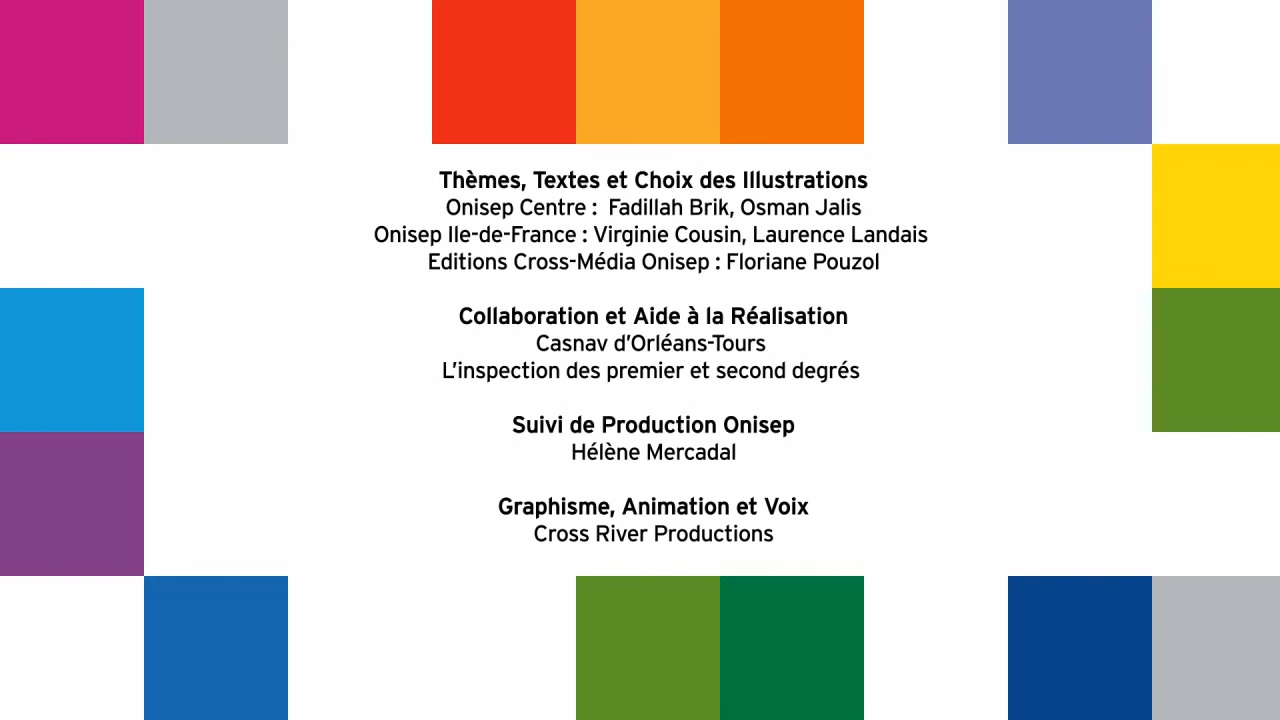 Thèmes, Textes et Choix des Illustrations
Onisep Centre :  Fadillah Brik, Osman Jalis
Onisep Ile-de-France : Virginie Cousin, Laurence Landais
Editions Cross-Média Onisep : Floriane Pouzol
Collaboration et Aide à la Réalisation
Casnav d’Orléans-Tours
L’inspection des premier et second degrés
Suivi de Production Onisep
Hélène Mercadal
Graphisme, Animation et Voix
Cross River Productions